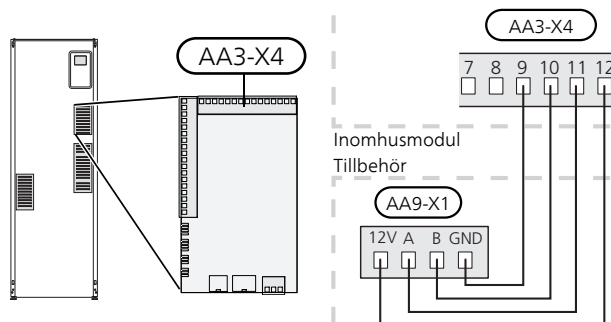 AA3-X4
AA3-X4
7 8 9 10 11 12
Inomhusmodul
Tillbehör
AA9-X1
12V A B GND